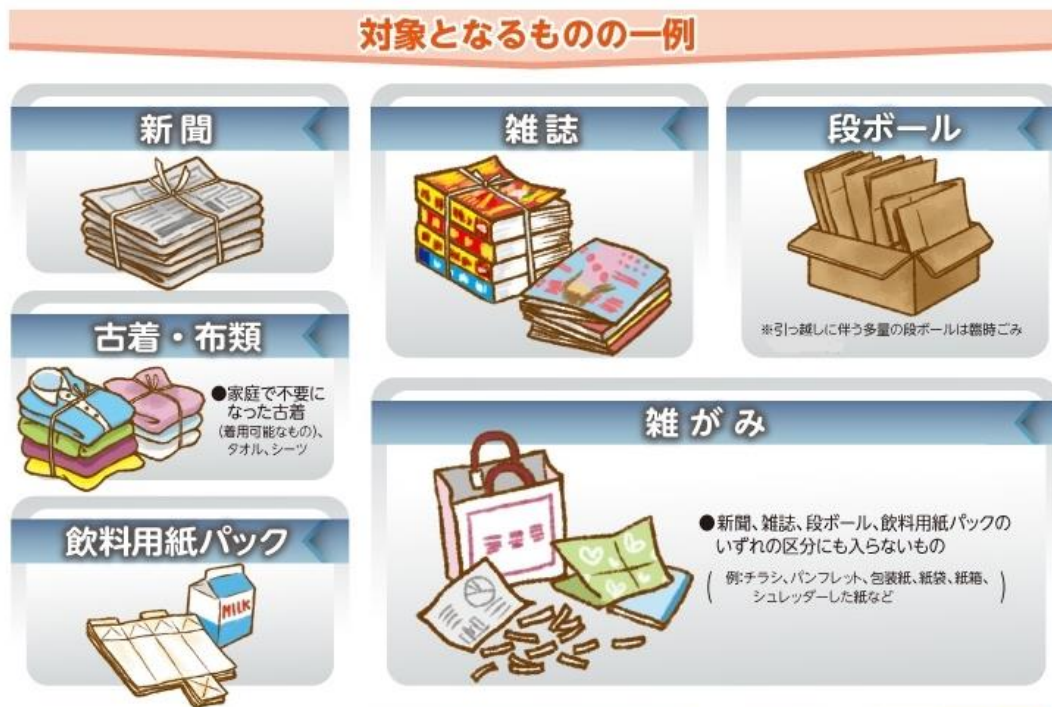 対象となるものの一例
新聞
雑誌
段ボール
※引っ越しに伴う多量の段ボールは臨時ごみ
古着・布類
●家庭で不要に
なった古着
(着用可能なもの)、
タオル、シーツ
雑がみ
●新聞、雑誌、段ボール、飲料用紙パックの
いずれの区分にも入らないもの
(例:チラシ、パンフレット、包装紙、紙袋、紙箱、
シュレッダーした紙など)
飲料用紙パック
MILK